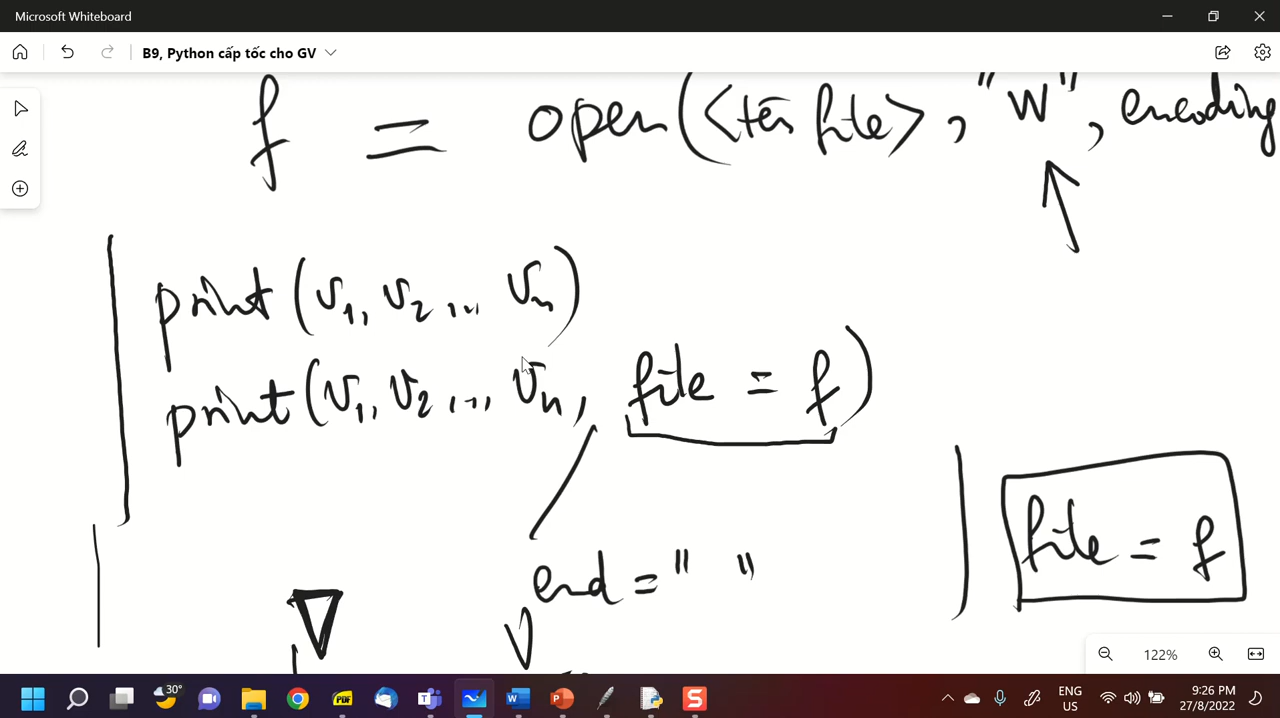 Microsoft Whiteboard
B9, Python cấp tốc cho GV
f = open(<tên file>, "w", encoding
print(v1, v2 ... vn)
print(v1, v2 ..., vn, file = f)
file = f
end = " "
122%
30°
ENG
US
9:26 PM
27/8/2022